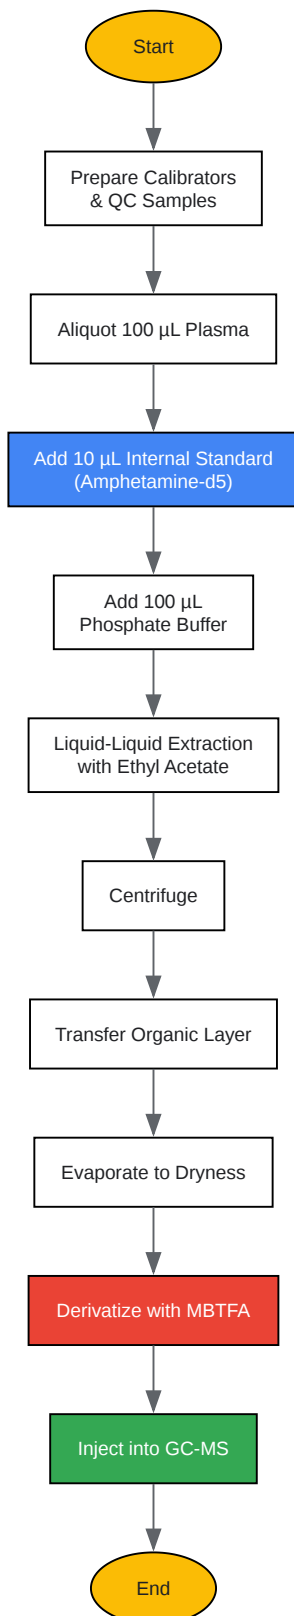 Start
Prepare Calibrators
& QC Samples
Aliquot 100 µL Plasma
Add 10 µL Internal Standard
(Amphetamine-d5)
Add 100 µL
Phosphate Buffer
Liquid-Liquid Extraction
with Ethyl Acetate
Centrifuge
Transfer Organic Layer
Evaporate to Dryness
Derivatize with MBTFA
Inject into GC-MS
End